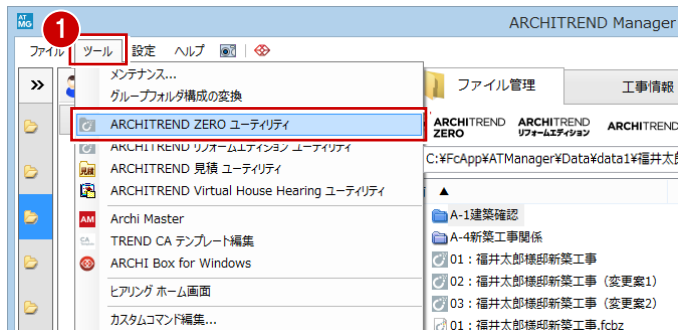 AT
MG
ARCHITREND Manager
1
ファイル ツール 設定 ヘルプ
メンテナンス...
グループフォルダ構成の変換
ARCHITREND ZERO ユーティリティ
ARCHITREND リフォームエディション ユーティリティ
ARCHITREND 見積 ユーティリティ
ARCHITREND Virtual House Hearing ユーティリティ
AM Archi Master
CA TREND CA テンプレート編集
ARCHI Box for Windows
ヒアリング ホーム画面
カスタムコマンド編集...
ファイル管理 工事情報
ARCHITREND ZERO
ARCHITREND リフォームエディション
ARCHITREND
C:¥FcApp¥ATManager¥Data¥data1¥福井太郎
▲
A-1建築確認
A-4新築工事関係
01：福井太郎様邸新築工事
02：福井太郎様邸新築工事（変更案1）
03：福井太郎様邸新築工事（変更案2）
01：福井太郎様邸新築工事.fcbz